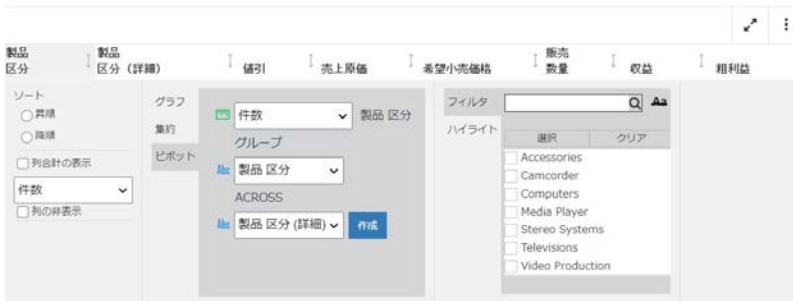 製品
区分
製品
区分 (詳細)
値引
売上原価
希望小売価格
販売
数量
収益
粗利益
ソート
昇順
降順
列合計の表示
件数
列の非表示
グラフ
集約
ピボット
件数 製品 区分
グループ
Abc 製品 区分
ACROSS
Abc 製品 区分 (詳細) 作成
フィルタ
ハイライト
Aa
選択 クリア
Accessories
Camcorder
Computers
Media Player
Stereo Systems
Televisions
Video Production